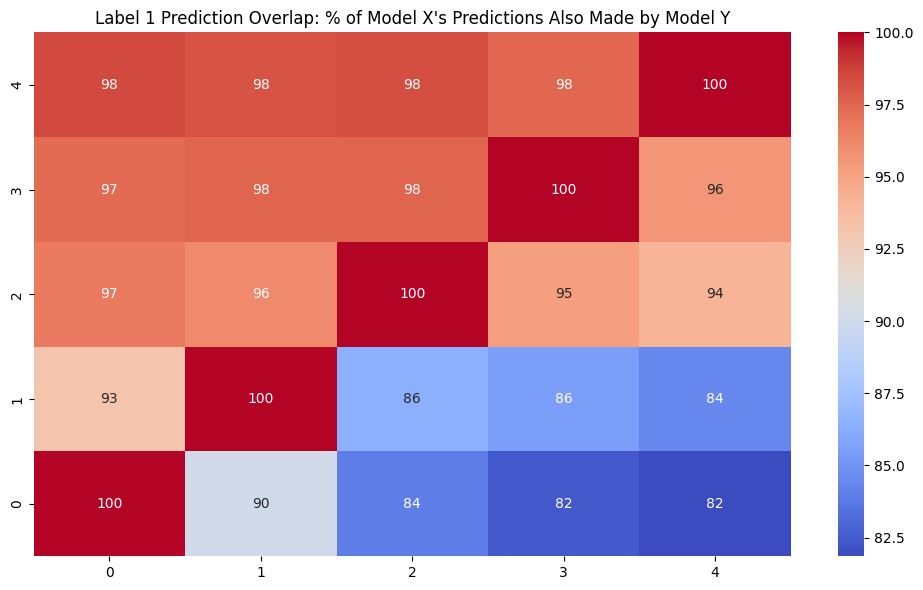 Label 1 Prediction Overlap: % of Model X's Predictions Also Made by Model Y
4 98 98 98 98 100
3 97 98 98 100 96
2 97 96 100 95 94
1 93 100 86 86 84
0 100 90 84 82 82
0 1 2 3 4
100.0
97.5
95.0
92.5
90.0
87.5
85.0
82.5